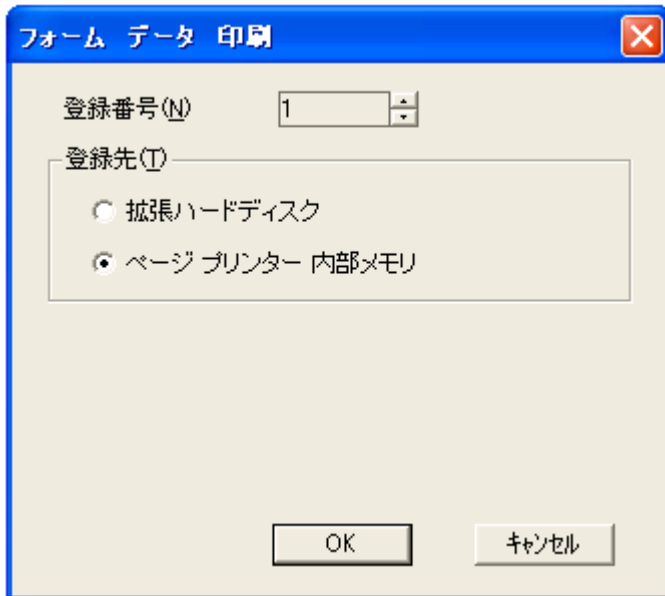 フォーム データ 印刷
登録番号(N) 1
登録先(T)
拡張ハードディスク
ページ プリンター 内部メモリ
OK キャンセル